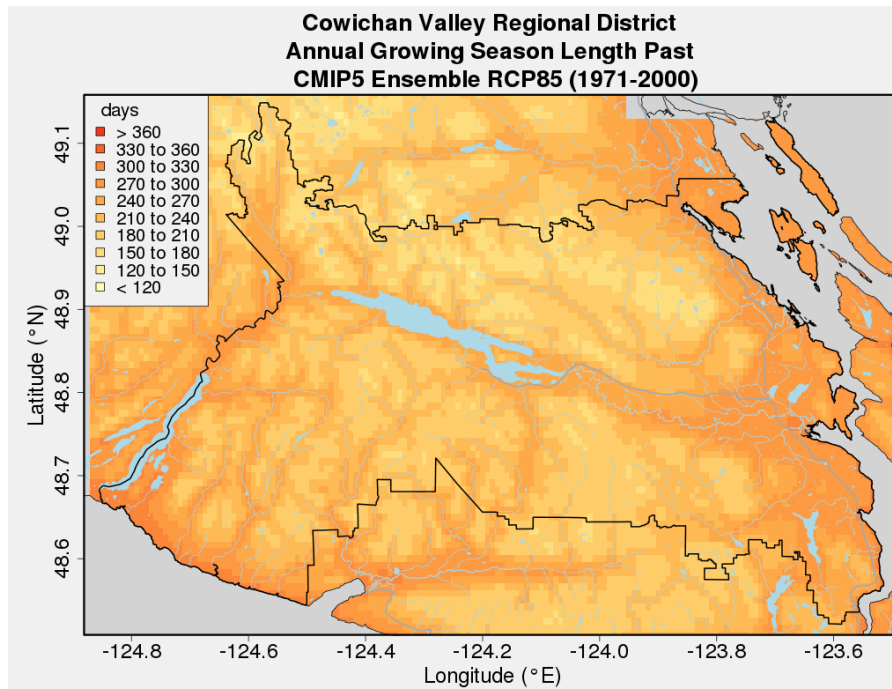 Cowichan Valley Regional District
Annual Growing Season Length Past
CMIP5 Ensemble RCP85 (1971-2000)
days
> 360
330 to 360
300 to 330
270 to 300
240 to 270
210 to 240
180 to 210
150 to 180
120 to 150
< 120
Latitude (°N)
49.1
49.0
48.9
48.8
48.7
48.6
-124.8
-124.6
-124.4
-124.2
-124.0
-123.8
-123.6
Longitude (°E)